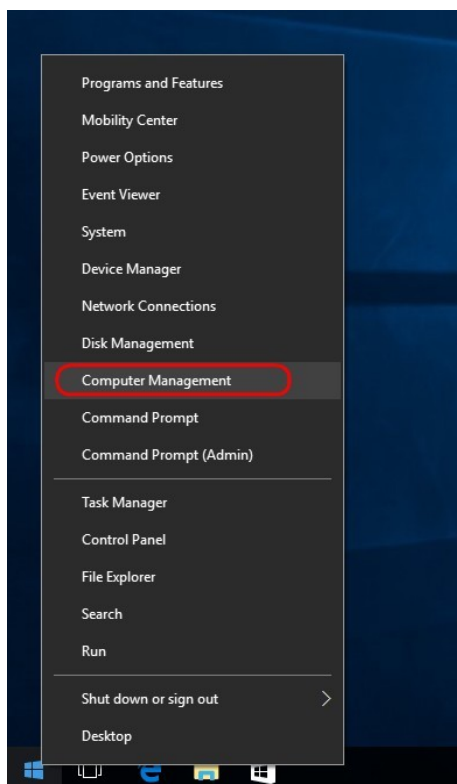 Programs and Features
Mobility Center
Power Options
Event Viewer
System
Device Manager
Network Connections
Disk Management
Computer Management
Command Prompt
Command Prompt (Admin)
Task Manager
Control Panel
File Explorer
Search
Run
Shut down or sign out
Desktop